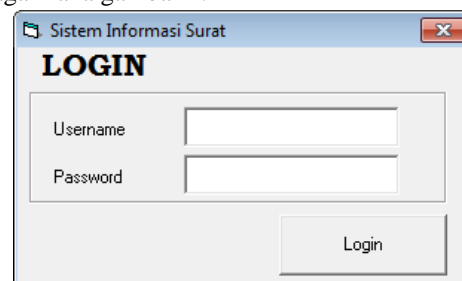 Sistem Informasi Surat
LOGIN
Username
Password
Login